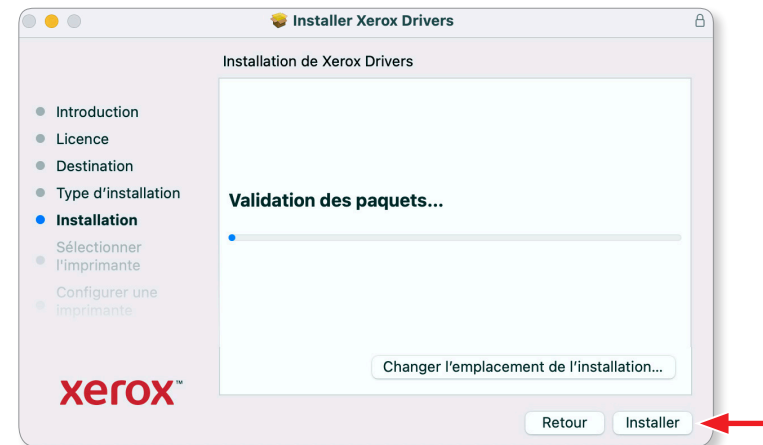 Installer Xerox Drivers
Installation de Xerox Drivers
Introduction
Licence
Destination
Type d’installation
Installation
Sélectionner
l’imprimante
Configurer une
imprimante
Validation des paquets...
Changer l’emplacement de l’installation...
xerox™
Retour
Installer